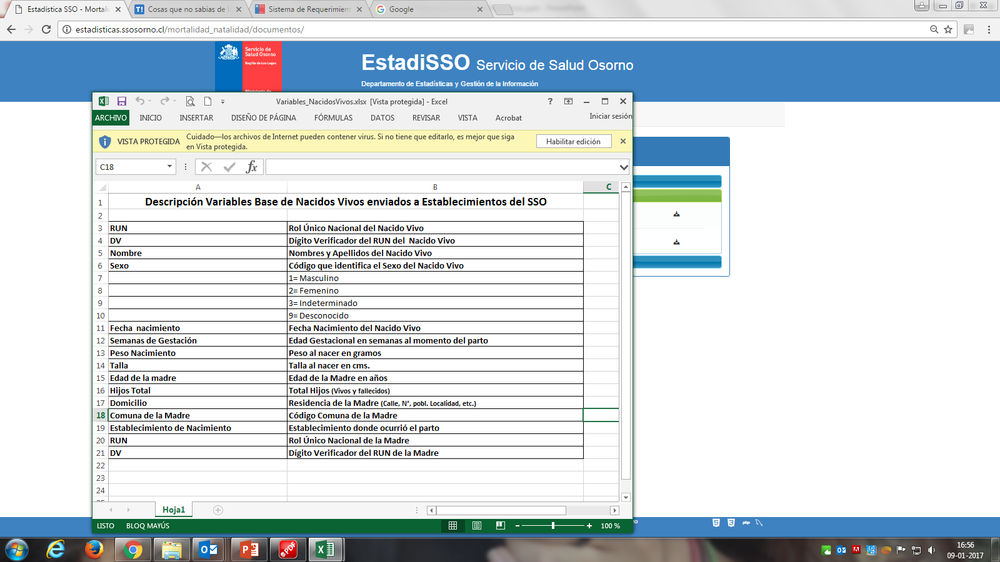 Estadística SSO - Mortali
Cosas que no sabias de l
Sistema de Requerimient
Google
estadisticas.ssosorno.cl/mortalidad_natalidad/documentos/
Servicio de
Salud Osorno
Región de Los Lagos
Ministerio de
EstadiSSO Servicio de Salud Osorno
Departamento de Estadísticas y Gestión de la Información
Variables_NacidosVivos.xlsx [Vista protegida] - Excel
ARCHIVO INICIO INSERTAR DISEÑO DE PÁGINA FÓRMULAS DATOS REVISAR VISTA Acrobat Iniciar sesión
VISTA PROTEGIDA Cuidado—los archivos de Internet pueden contener virus. Si no tiene que editarlo, es mejor que siga
en Vista protegida.
Habilitar edición
C18
fx
A B C
1 Descripción Variables Base de Nacidos Vivos enviados a Establecimientos del SSO
2
3 RUN Rol Único Nacional del Nacido Vivo
4 DV Dígito Verificador del RUN del  Nacido Vivo
5 Nombre Nombres y Apellidos del Nacido Vivo
6 Sexo Código que identifica el Sexo del Nacido Vivo
7 1= Masculino
8 2= Femenino
9 3= Indeterminado
10 9= Desconocido
11 Fecha  nacimiento Fecha Nacimiento del Nacido Vivo
12 Semanas de Gestación Edad Gestacional en semanas al momento del parto
13 Peso Nacimiento Peso al nacer en gramos
14 Talla Talla al nacer en cms.
15 Edad de la madre Edad de la Madre en años
16 Hijos Total Total Hijos (Vivos y fallecidos)
17 Domicilio Residencia de la Madre (Calle, N°, pobl. Localidad, etc.)
18 Comuna de la Madre Código Comuna de la Madre
19 Establecimiento de Nacimiento Establecimiento donde ocurrió el parto
20 RUN Rol Único Nacional de la Madre
21 DV Dígito Verificador del RUN de la Madre
22
23
24
Hoja1
LISTO BLOQ MAYÚS 100 %
16:56
09-01-2017